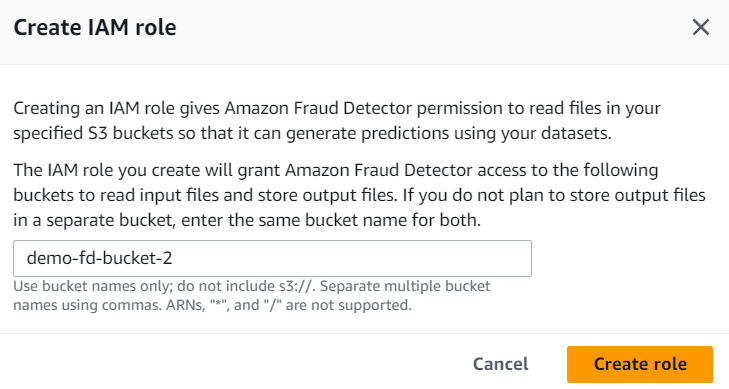 Create IAM role
Creating an IAM role gives Amazon Fraud Detector permission to read files in your
specified S3 buckets so that it can generate predictions using your datasets.
The IAM role you create will grant Amazon Fraud Detector access to the following
buckets to read input files and store output files. If you do not plan to store output files
in a separate bucket, enter the same bucket name for both.
demo-fd-bucket-2
Use bucket names only; do not include s3://. Separate multiple bucket
names using commas. ARNs, "*", and "/" are not supported.
Cancel
Create role